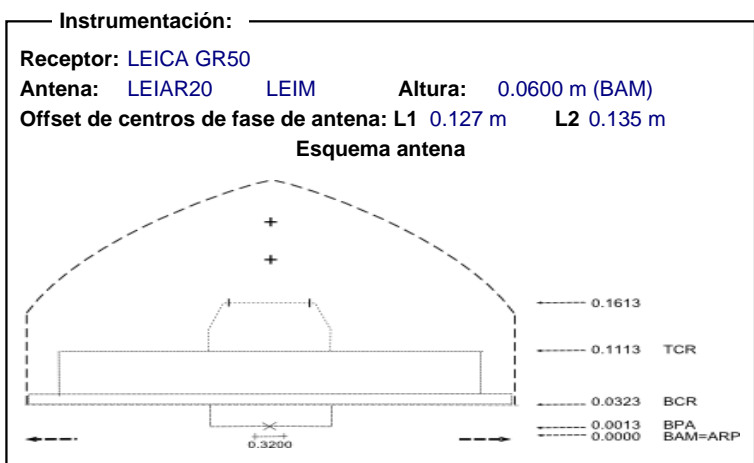 Instrumentación:
Receptor: LEICA GR50
Antena: LEIAR20 LEIM Altura: 0.0600 m (BAM)
Offset de centros de fase de antena: L1 0.127 m L2 0.135 m
Esquema antena
0.1613
0.1113 TCR
0.0323 BCR
0.0013 BPA
0.0000 BAM=ARP
0.3200